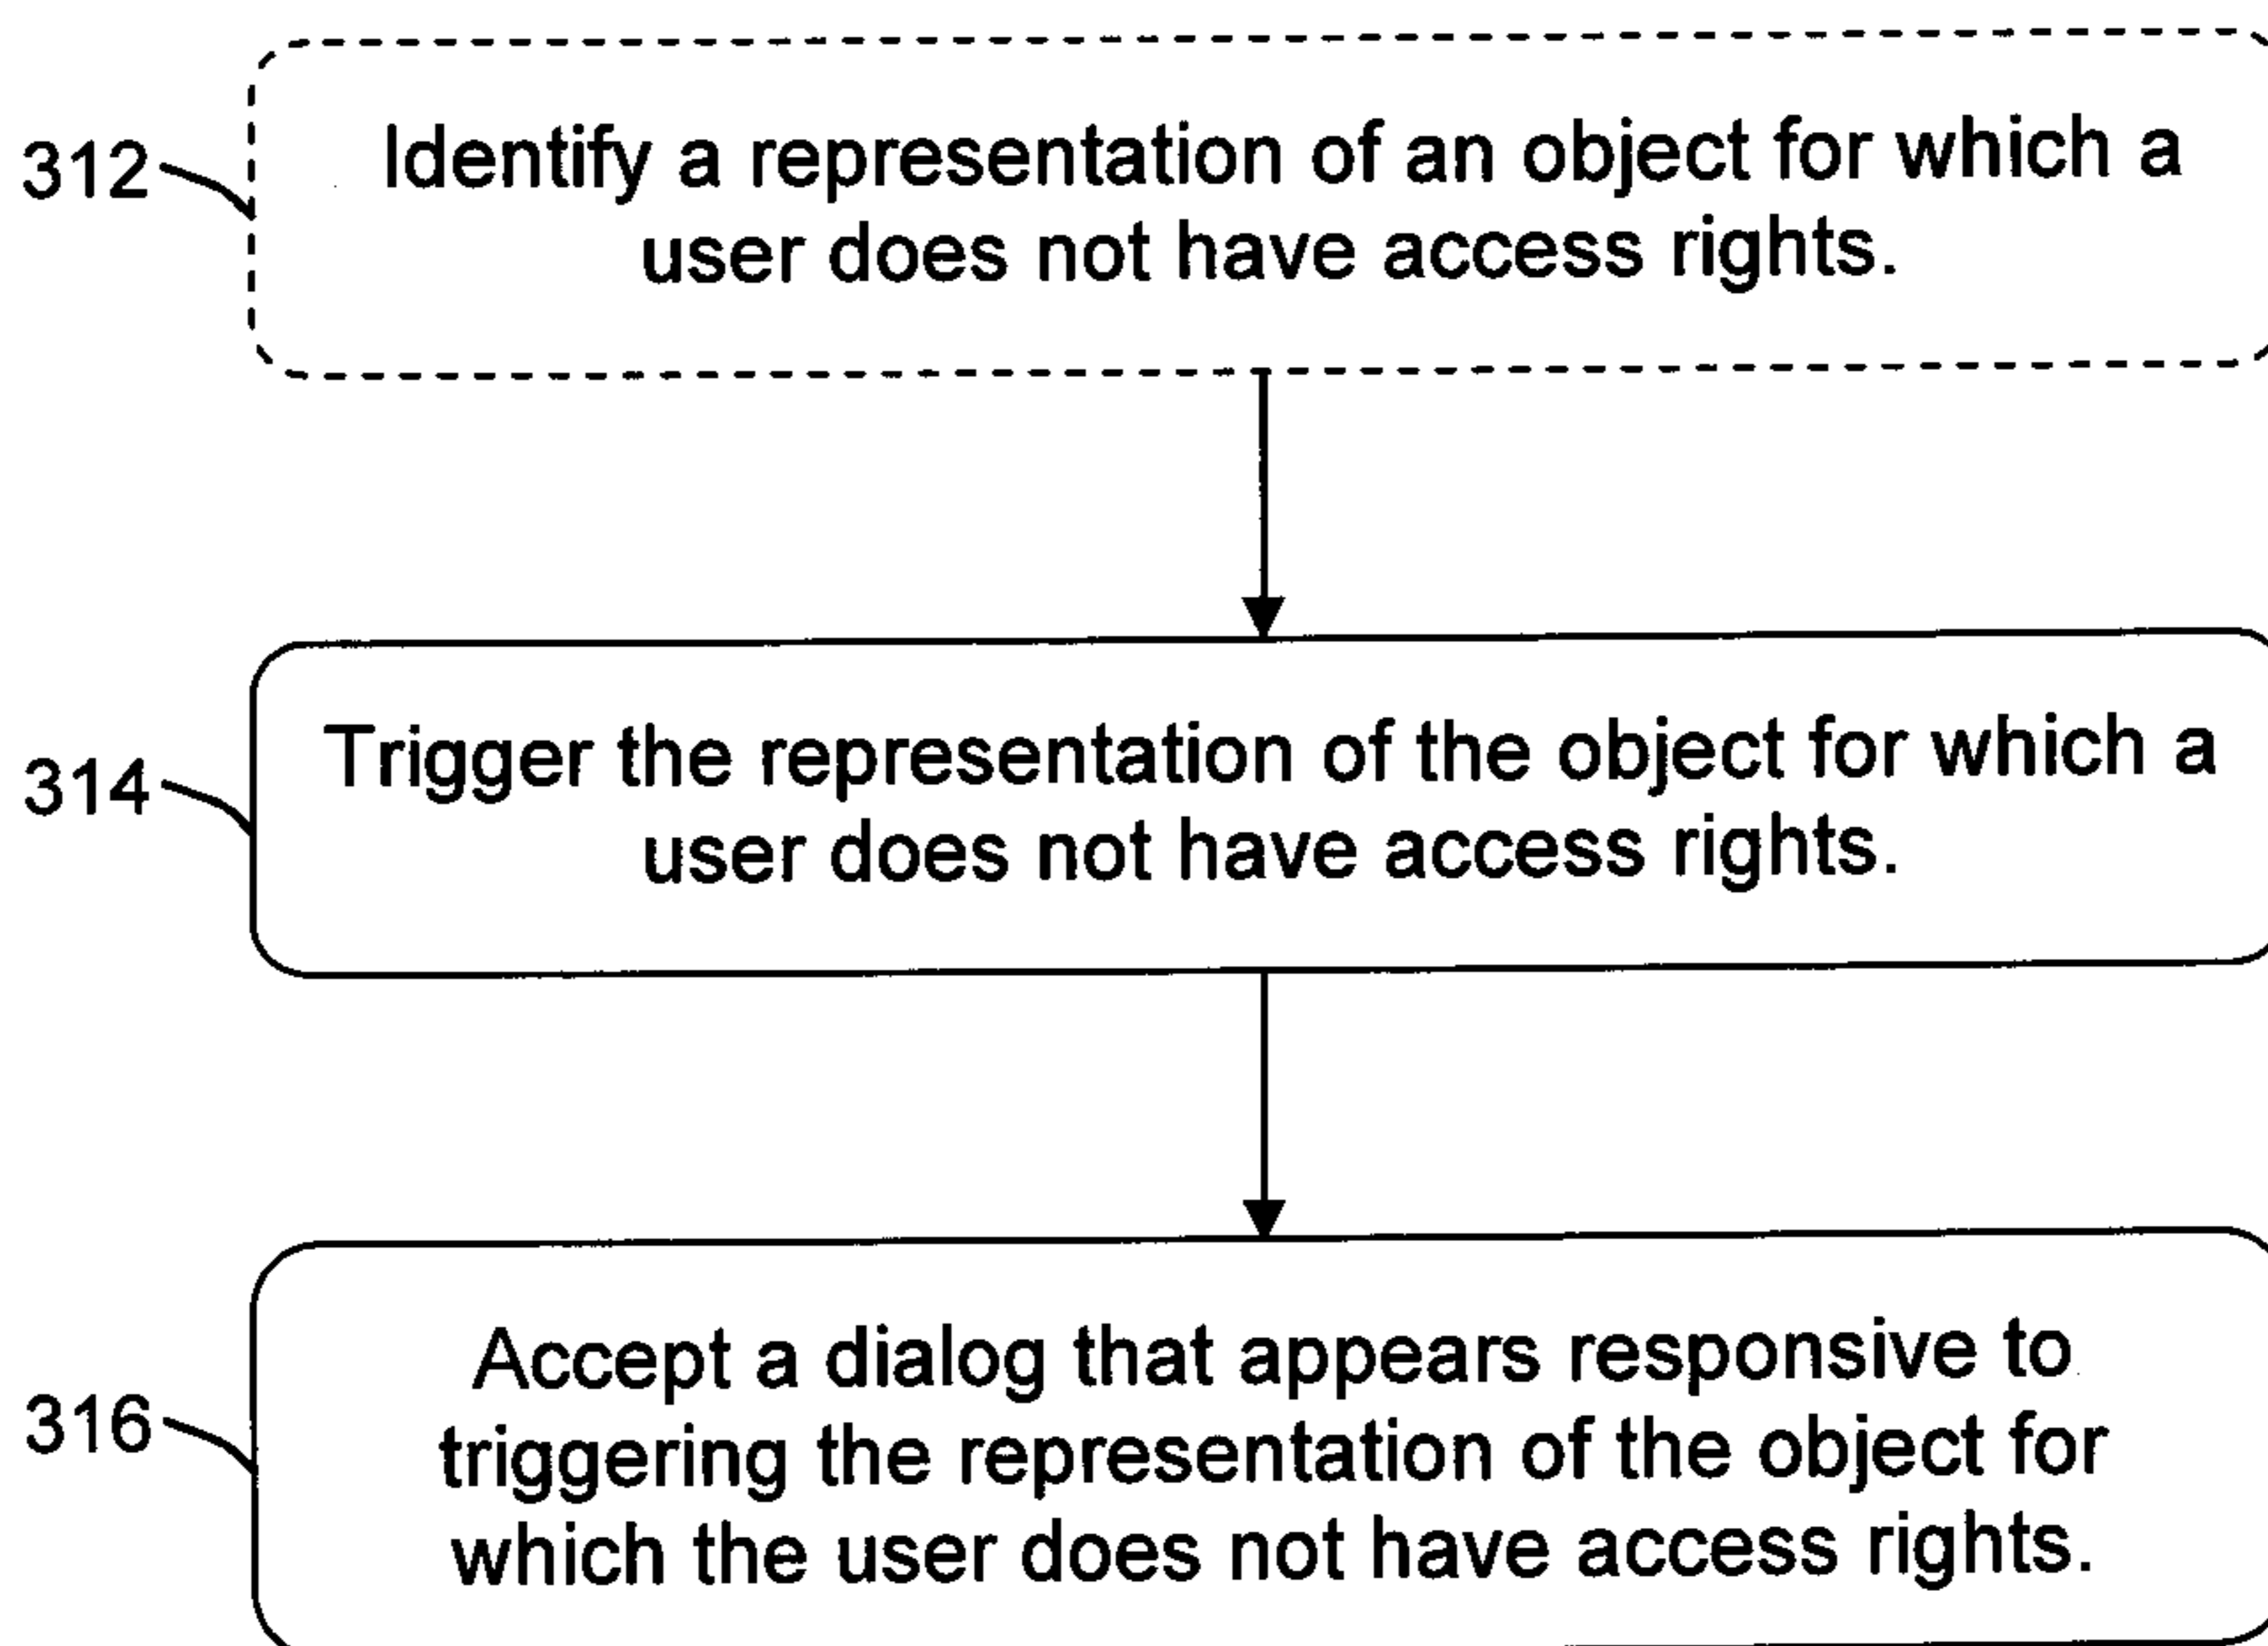 312
Identify a representation of an object for which a
user does not have access rights.
314
Trigger the representation of the object for which a
user does not have access rights.
316
Accept a dialog that appears responsive to
triggering the representation of the object for
which the user does not have access rights.